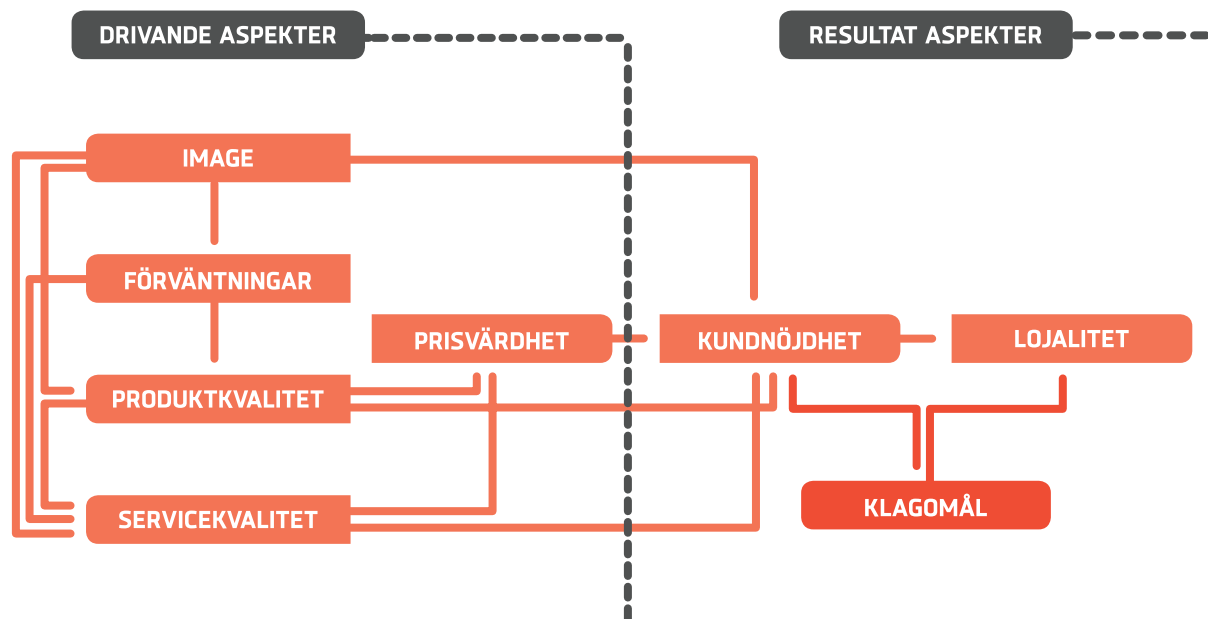 DRIVANDE ASPEKTER
RESULTAT ASPEKTER
IMAGE
FÖRVÄNTNINGAR
PRISVÄRDHET
KUNDNÖJDHET
LOJALITET
PRODUKTKVALITET
SERVICEKVALITET
KLAGOMÅL